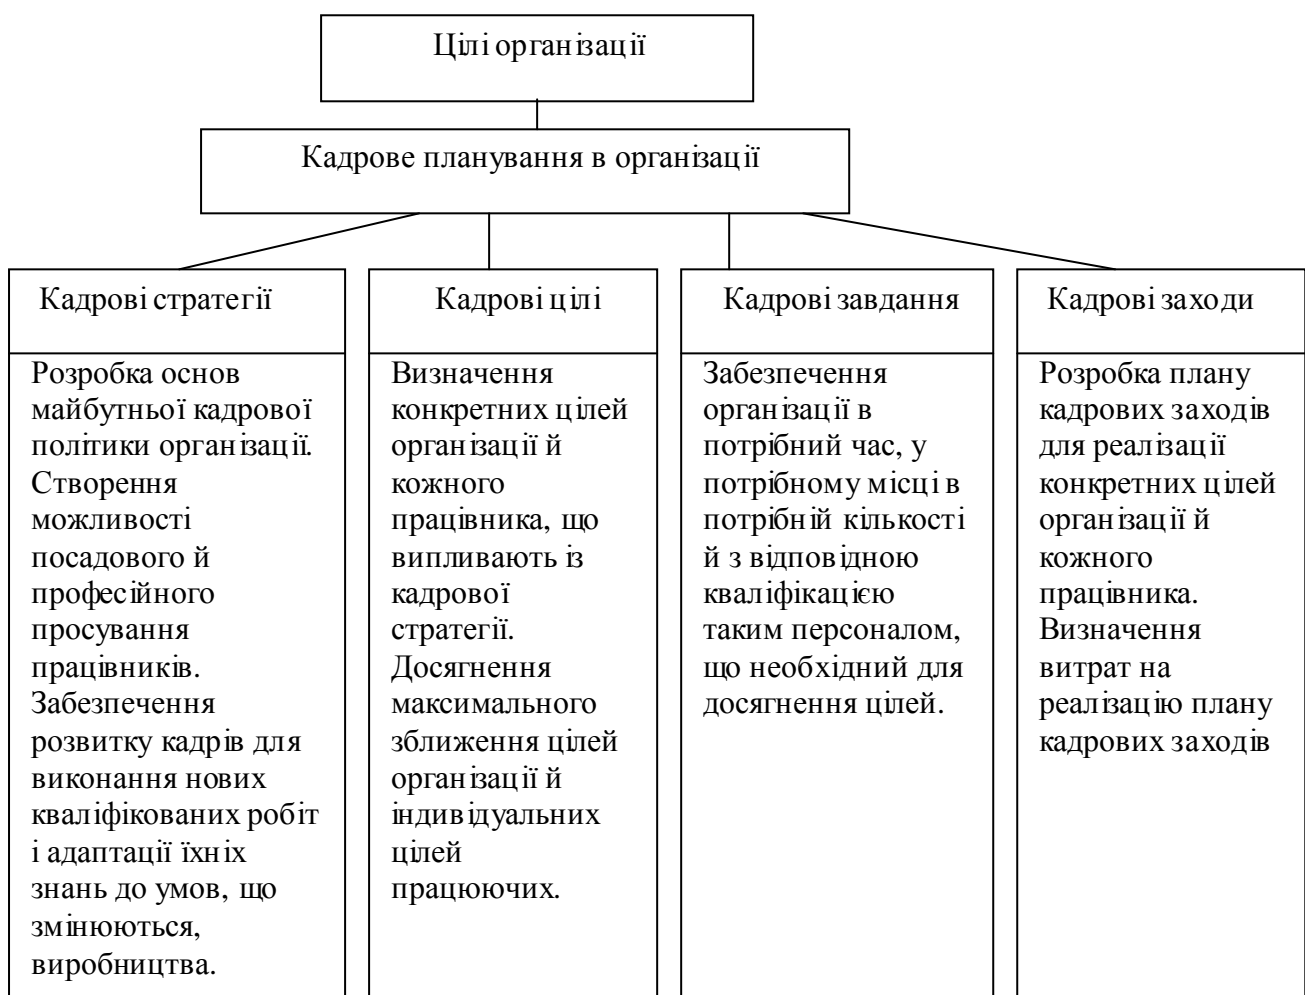 Цілі організації
Кадрове планування в організації
Кадрові стратегії
Розробка основ
майбутньої кадрової
політики організації.
Створення
можливості
посадового й
професійного
просування
працівників.
Забезпечення
розвитку кадрів для
виконання нових
кваліфікованих робіт
і адаптації їхніх
знань до умов, що
змінюються,
виробництва.
Кадрові цілі
Визначення
конкретних цілей
організації й
кожного
працівника, що
випливають із
кадрової
стратегії.
Досягнення
максимального
зближення цілей
організації й
індивідуальних
цілей
працюючих.
Кадрові завдання
Забезпечення
організації в
потрібний час, у
потрібному місці в
потрібній кількості
й з відповідною
кваліфікацією
таким персоналом,
що необхідний для
досягнення цілей.
Кадрові заходи
Розробка плану
кадрових заходів
для реалізації
конкретних цілей
організації й
кожного
працівника.
Визначення
витрат на
реалізацію плану
кадрових заходів